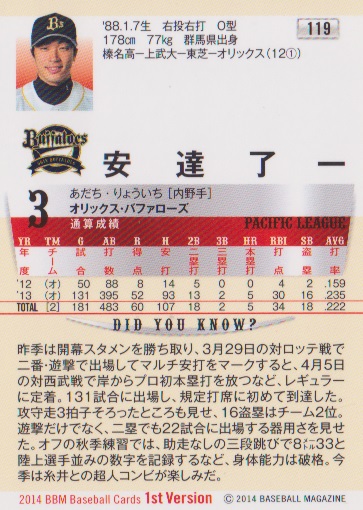 Bs
'88.1.7生 右投右打 O型
119
178㎝ 77㎏ 群馬県出身
榛名高―上武大―東芝―オリックス(12①)
Buffaloes
安達了一
3
あだち・りょういち [内野手]
オリックス・バファローズ
通算成績
PACIFIC LEAGUE
YR TM G AB R H 2B 3B HR RBI SB AVG
年度 チーム 試合 打数 得点 安打 二塁打 三塁打 本塁打 打点 盗塁 打率
'12 (オ) 50 88 8 14 5 0 1 4 2 .159
'13 (オ) 131 395 52 93 13 2 5 30 16 .235
TOTAL [2] 181 483 60 107 18 2 6 34 18 .222
DID YOU KNOW?
昨季は開幕スタメンを勝ち取り、3月29日の対ロッテ戦で
二番・遊撃で出場してマルチ安打をマークすると、4月5日
の対西武戦で岸からプロ初本塁打を放つなど、レギュラー
に定着。131試合に出場し、規定打席に初めて到達した。
攻守走3拍子そろったところも見せ、16盗塁はチーム2位。
遊撃だけでなく、二塁でも22試合に出場する器用さを見せ
た。オフの秋季練習では、助走なしの三段跳びで8㍍33と
陸上選手並みの数字を記録するなど、身体能力は破格。今
季は糸井との超人コンビが楽しみだ。
2014 BBM Baseball Cards 1st Version © 2014 BASEBALL MAGAZINE